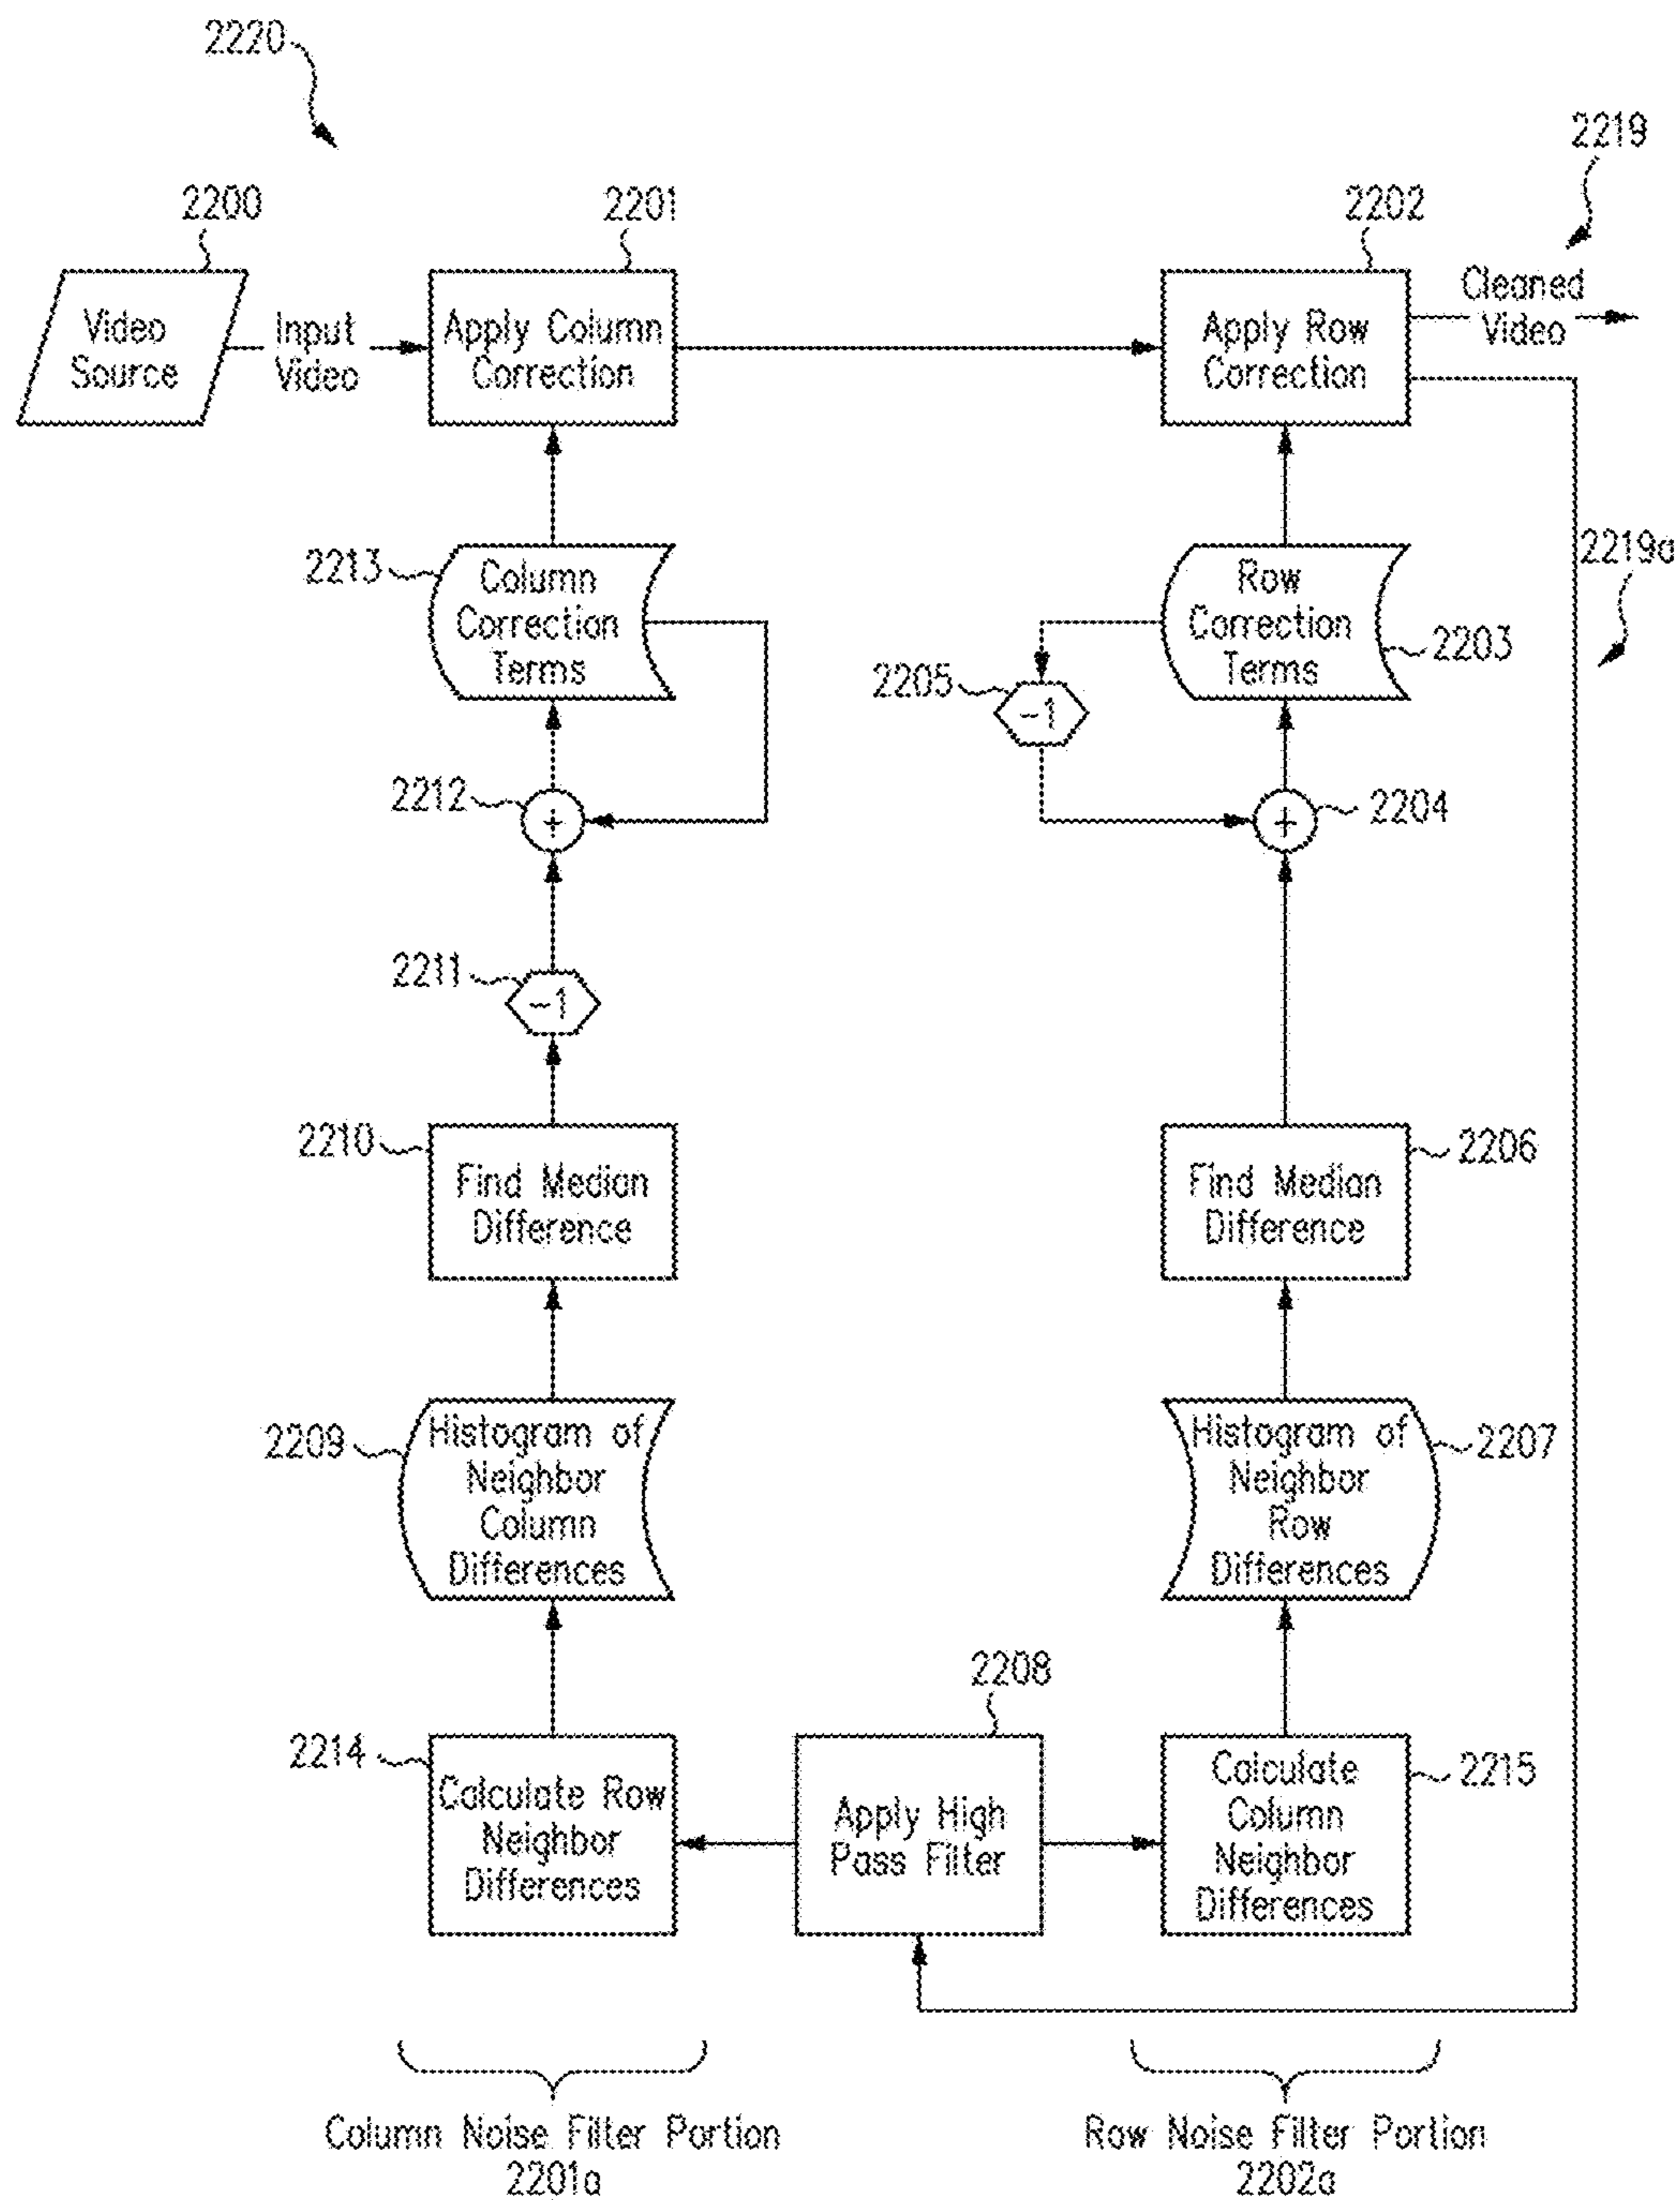 2220
2219
2200
2201
2202
Video
Source
Input
Video
Apply Column
Correction
Apply Row
Correction
Cleaned
Video
2219a
2213
Column
Correction
Terms
Row
Correction
Terms
2203
2205
-1
2212
+
+
2204
2211
-1
2210
Find Median
Difference
Find Median
Difference
2206
2209
Histogram of
Neighbor
Column
Differences
Histogram of
Neighbor
Row
Differences
2207
2208
2214
Calculate Row
Neighbor
Differences
Apply High
Pass Filter
Calculate
Column
Neighbor
Differences
2215
Column Noise Filter Portion
2201a
Row Noise Filter Portion
2202a